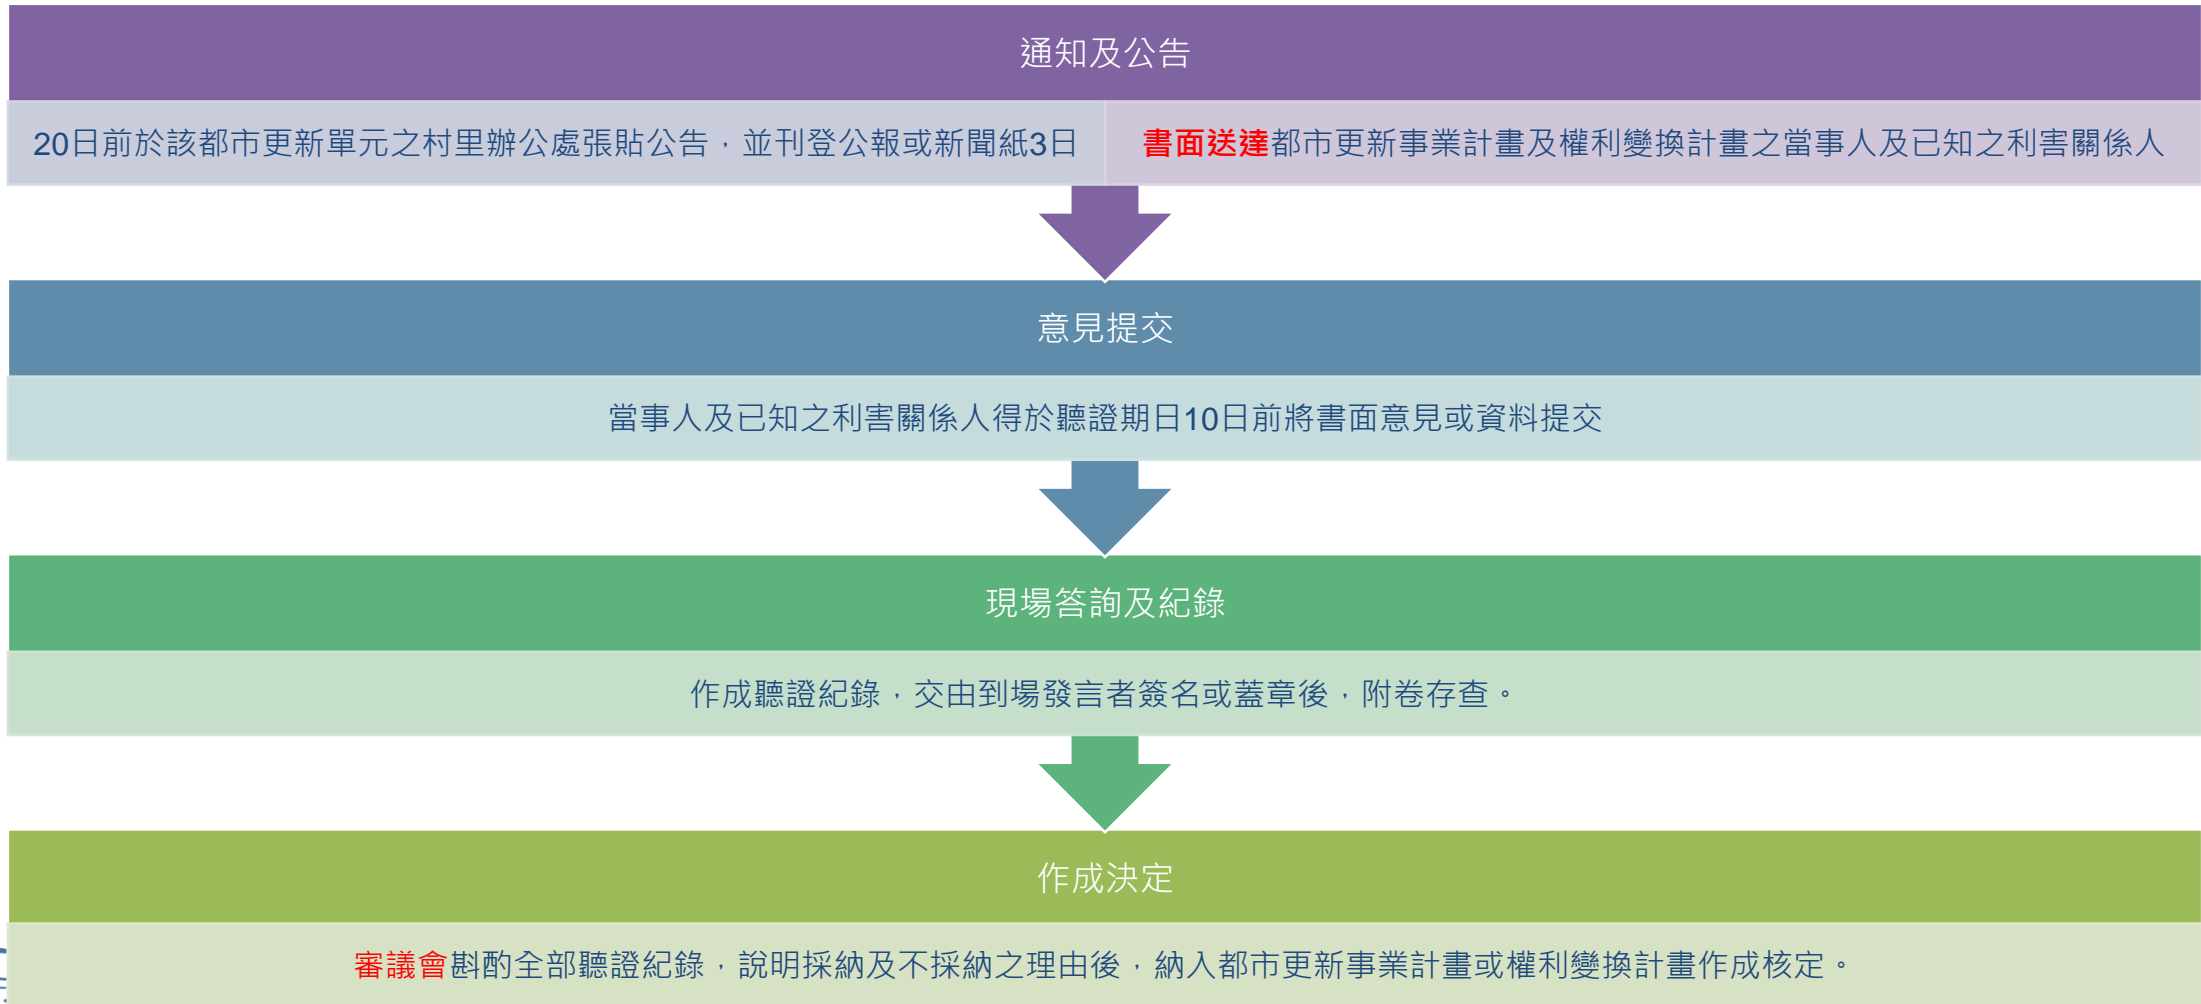 通知及公告
20日前於該都市更新單元之村里辦公處張貼公告，並刊登公報或新聞紙3日
書面送達都市更新事業計畫及權利變換計畫之當事人及已知之利害關係人
意見提交
當事人及已知之利害關係人得於聽證期日10日前將書面意見或資料提交
現場答詢及紀錄
作成聽證紀錄，交由到場發言者簽名或蓋章後，附卷存查。
作成決定
審議會斟酌全部聽證紀錄，說明採納及不採納之理由後，納入都市更新事業計畫或權利變換計畫作成核定。